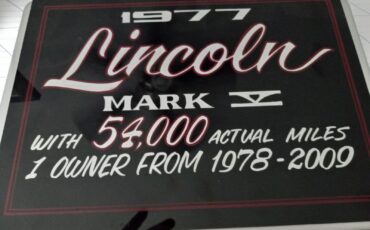 1977
Lincoln
MARK V
WITH 54,000 ACTUAL MILES
1 OWNER FROM 1978-2009